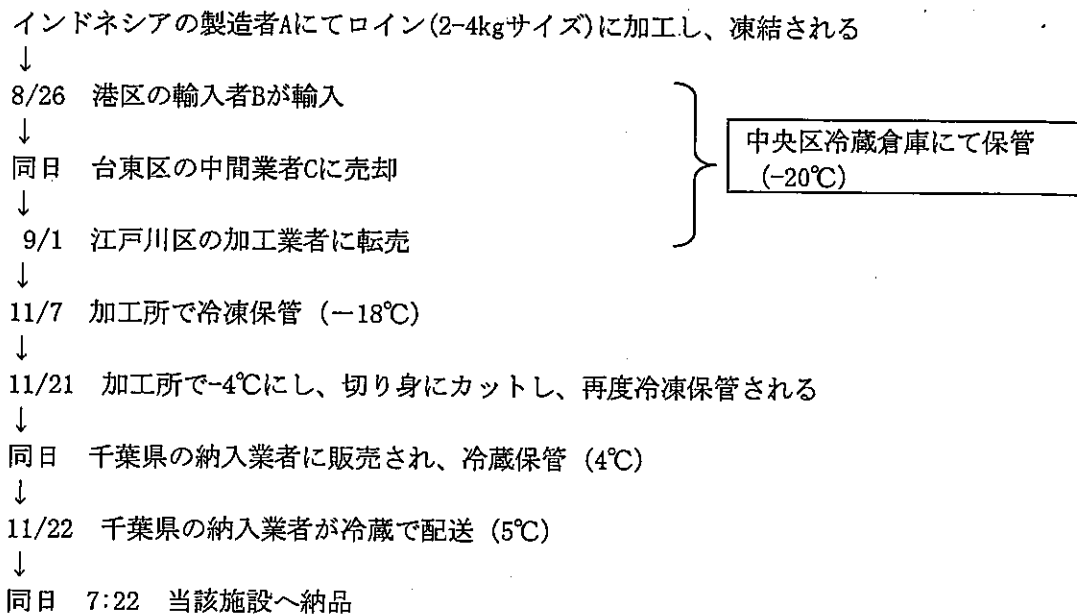 インドネシアの製造者Aにてロイン(2-4kgサイズ)に加工し、凍結される
↓
8/26 港区の輸入者Bが輸入
↓
同日 台東区の中間業者Cに売却
↓
9/1 江戸川区の加工業者に転売
中央区冷蔵倉庫にて保管
(-20℃)
↓
11/7 加工所で冷凍保管 (－18℃)
↓
11/21 加工所で-4℃にし、切り身にカットし、再度冷凍保管される
↓
同日 千葉県の納入業者に販売され、冷蔵保管 (4℃)
↓
11/22 千葉県の納入業者が冷蔵で配送 (5℃)
↓
同日 7:22 当該施設へ納品